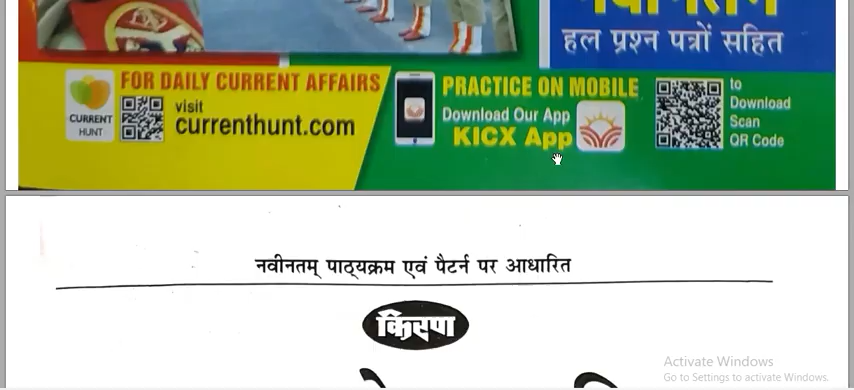 हल प्रश्न पत्रों सहित
FOR DAILY CURRENT AFFAIRS
visit
currenthunt.com
CURRENT
HUNT
PRACTICE ON MOBILE
Download Our App
KICX App
to
Download
Scan
QR Code
नवीनतम् पाठ्यक्रम एवं पैटर्न पर आधारित
किरण
Activate Windows
Go to Settings to activate Windows.